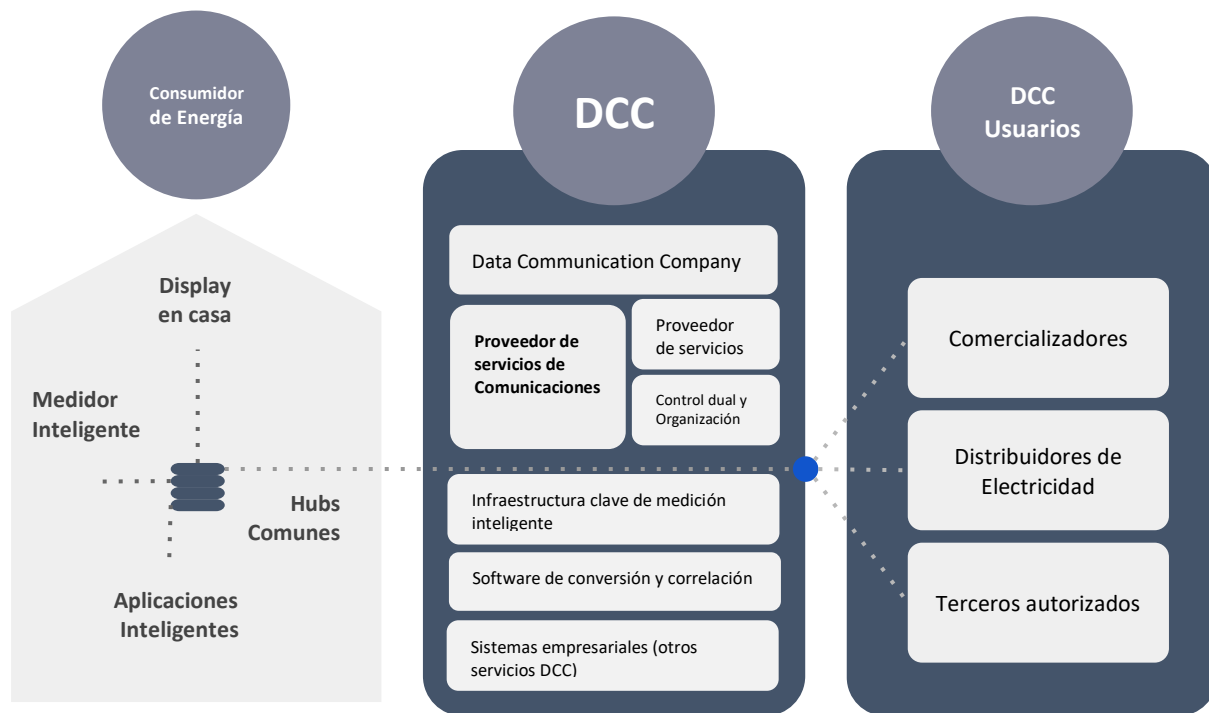 Consumidor
de Energía
Display
en casa
Medidor
Inteligente
Hubs
Comunes
Aplicaciones
Inteligentes
DCC
Data Communication Company
Proveedor de
servicios de
Comunicaciones
Proveedor
de servicios
Control dual y
Organización
Infraestructura clave de medición
inteligente
Software de conversión y correlación
Sistemas empresariales (otros
servicios DCC)
DCC
Usuarios
Comercializadores
Distribuidores de
Electricidad
Terceros autorizados